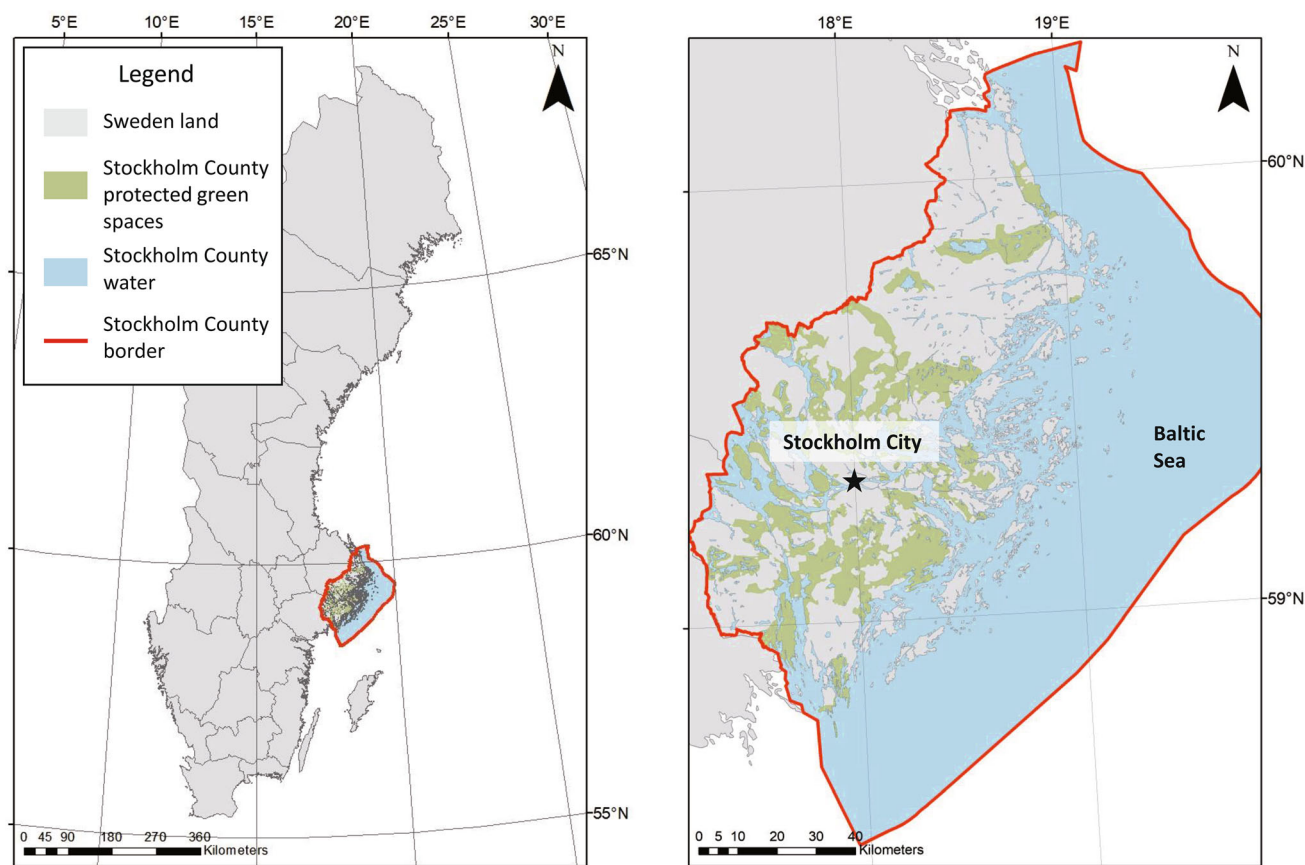 5°E 10°E 15°E 20°E 25°E 30°E
N
Legend
Sweden land
Stockholm County
protected green
spaces
Stockholm County
water
Stockholm County
border
65°N
60°N
55°N
0 45 90 180 270 360
Kilometers
18°E 19°E
N
60°N
Stockholm City
Baltic
Sea
59°N
0 5 10 20 30 40
Kilometers